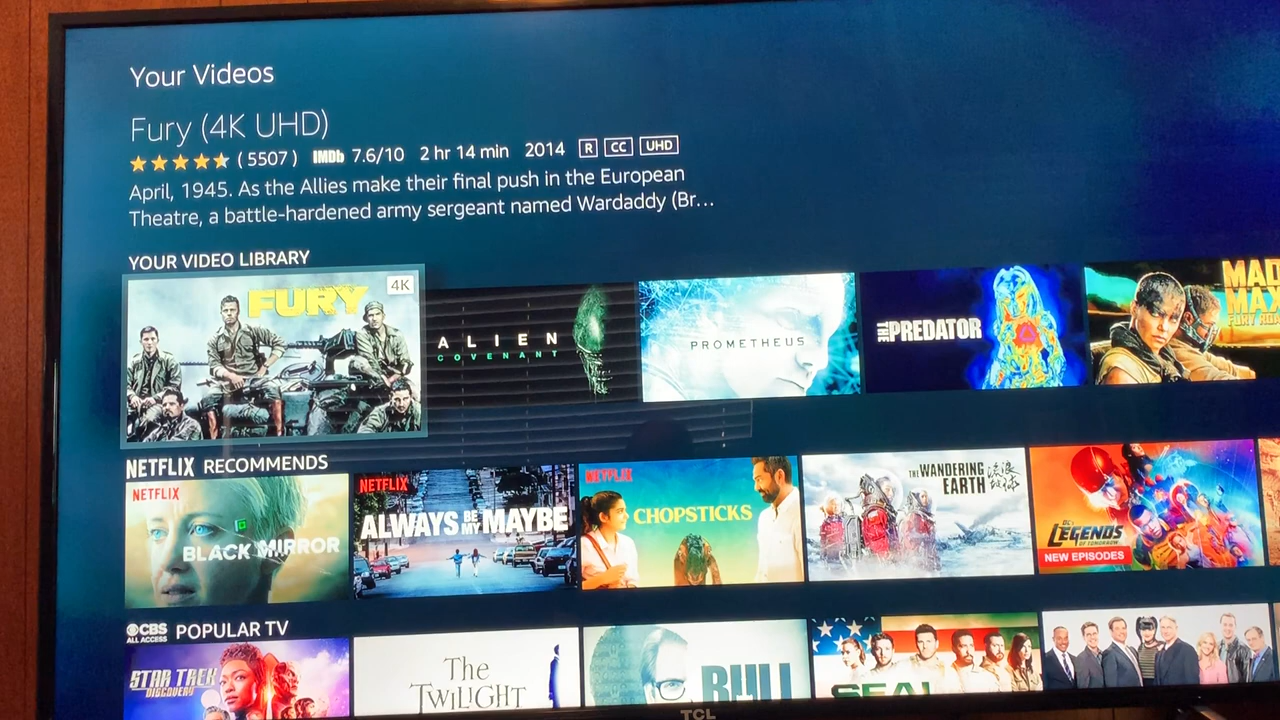 Your Videos
Fury (4K UHD)
(5507) IMDb 7.6/10 2 hr 14 min 2014 R CC UHD
April, 1945. As the Allies make their final push in the European
Theatre, a battle-hardened army sergeant named Wardaddy (Br...
YOUR VIDEO LIBRARY
FURY
4K
ALIEN
COVENANT
PROMETHEUS
THE PREDATOR
MAD
MAX
FURY
NETFLIX RECOMMENDS
NETFLIX
BLACK MIRROR
NETFLIX
ALWAYS BE MY MAYBE
NETFLIX
CHOPSTICKS
THE WANDERING
EARTH
流浪
地球
DC's
LEGENDS
OF TOMORROW
NEW EPISODES
CBS
ALL ACCESS
POPULAR TV
STAR TREK
DISCOVERY
The
TWILIGHT
BULL
SEAL
TCL